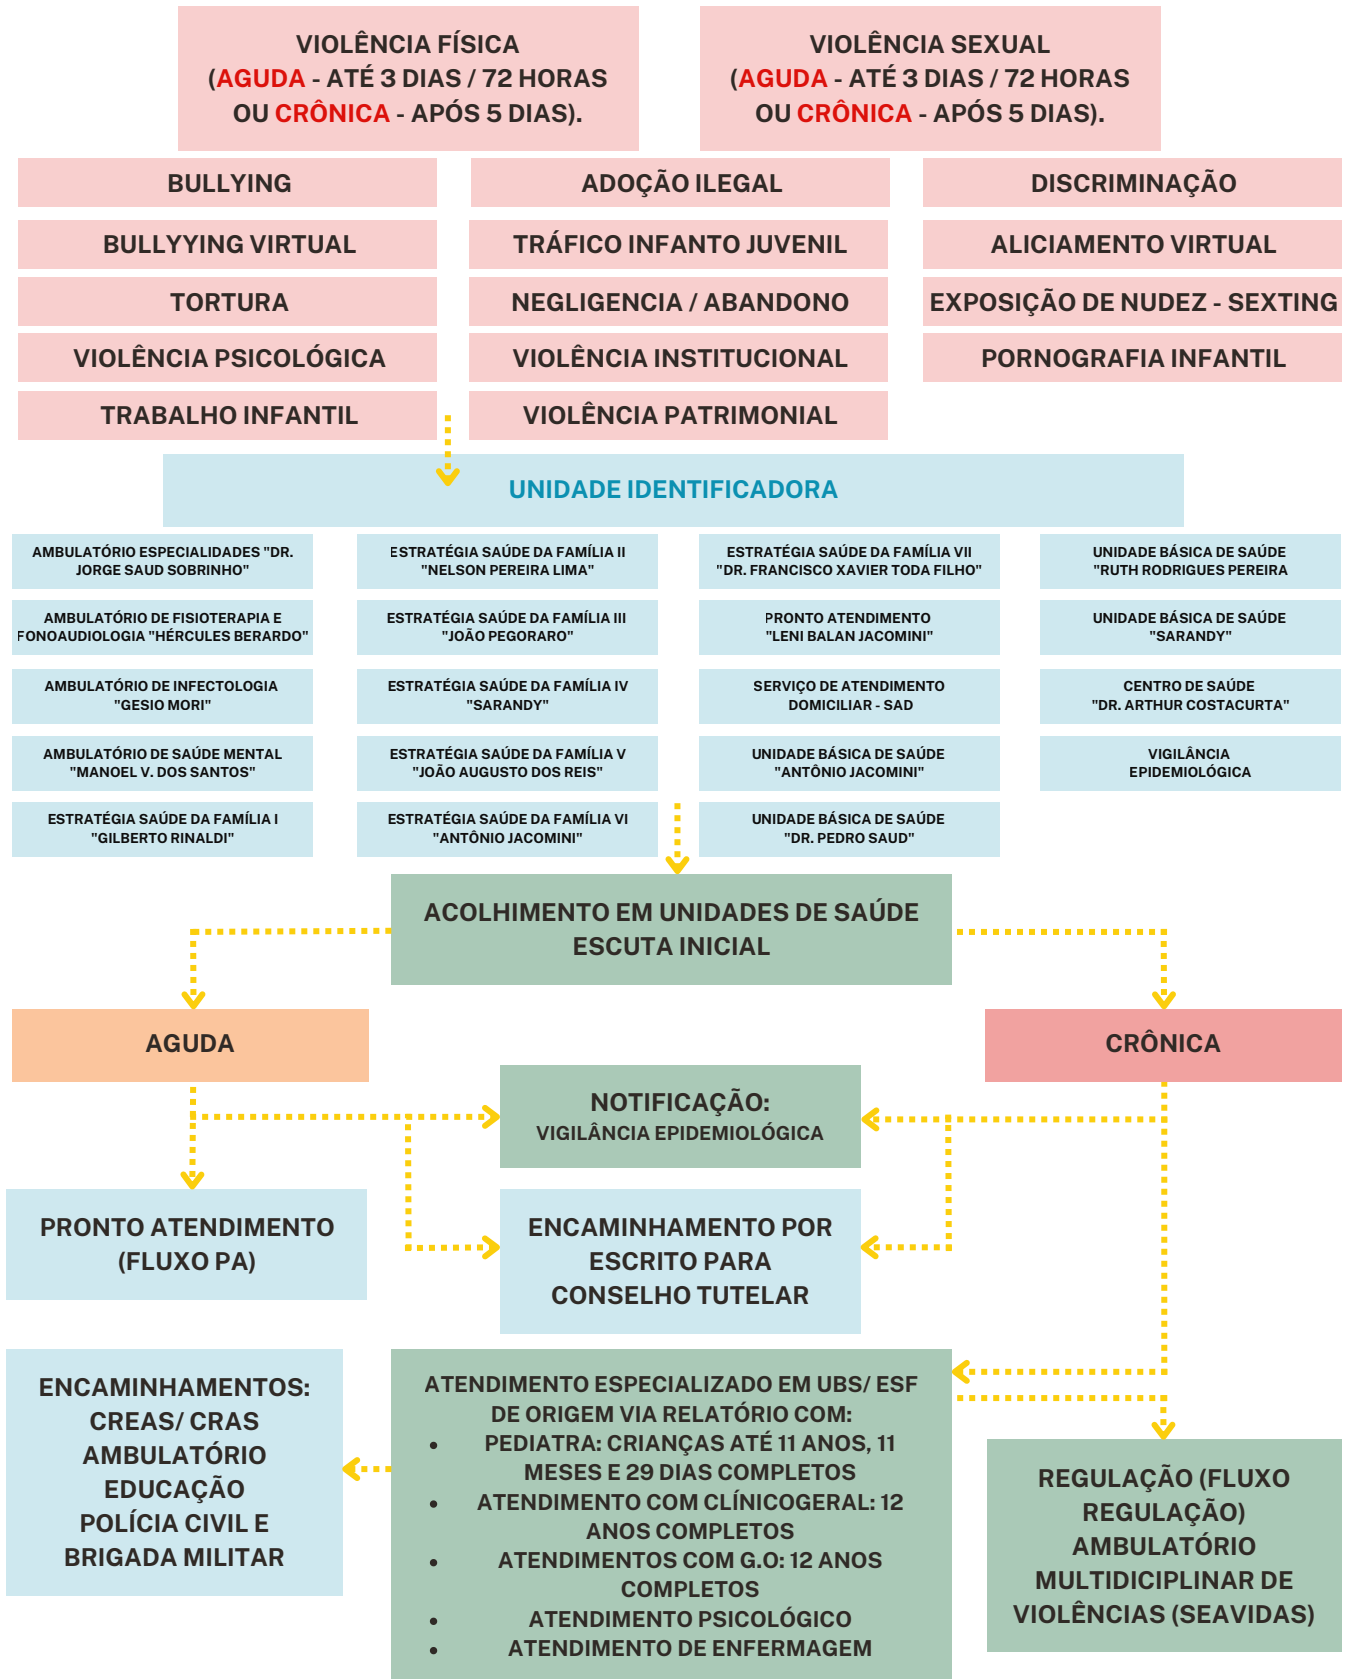 VIOLÊNCIA FÍSICA
(AGUDA - ATÉ 3 DIAS / 72 HORAS
OU CRÔNICA - APÓS 5 DIAS).
VIOLÊNCIA SEXUAL
(AGUDA - ATÉ 3 DIAS / 72 HORAS
OU CRÔNICA - APÓS 5 DIAS).
BULLYING
ADOÇÃO ILEGAL
DISCRIMINAÇÃO
BULLYYING VIRTUAL
TRÁFICO INFANTO JUVENIL
ALICIAMENTO VIRTUAL
TORTURA
NEGLIGENCIA / ABANDONO
EXPOSIÇÃO DE NUDEZ - SEXTING
VIOLÊNCIA PSICOLÓGICA
VIOLÊNCIA INSTITUCIONAL
PORNOGRAFIA INFANTIL
TRABALHO INFANTIL
VIOLÊNCIA PATRIMONIAL
UNIDADE IDENTIFICADORA
AMBULATÓRIO ESPECIALIDADES "DR.
JORGE SAUD SOBRINHO"
ESTRATÉGIA SAÚDE DA FAMÍLIA II
"NELSON PEREIRA LIMA"
ESTRATÉGIA SAÚDE DA FAMÍLIA VII
"DR. FRANCISCO XAVIER TODA FILHO"
UNIDADE BÁSICA DE SAÚDE
"RUTH RODRIGUES PEREIRA
AMBULATÓRIO DE FISIOTERAPIA E
FONOAUDIOLOGIA "HÉRCULES BERARDO"
ESTRATÉGIA SAÚDE DA FAMÍLIA III
"JOÃO PEGORARO"
PRONTO ATENDIMENTO
"LENI BALAN JACOMINI"
UNIDADE BÁSICA DE SAÚDE
"SARANDY"
AMBULATÓRIO DE INFECTOLOGIA
"GESIO MORI"
ESTRATÉGIA SAÚDE DA FAMÍLIA IV
"SARANDY"
SERVIÇO DE ATENDIMENTO
DOMICILIAR - SAD
CENTRO DE SAÚDE
"DR. ARTHUR COSTACURTA"
AMBULATÓRIO DE SAÚDE MENTAL
"MANOEL V. DOS SANTOS"
ESTRATÉGIA SAÚDE DA FAMÍLIA V
"JOÃO AUGUSTO DOS REIS"
UNIDADE BÁSICA DE SAÚDE
"ANTÔNIO JACOMINI"
VIGILÂNCIA
EPIDEMIOLÓGICA
ESTRATÉGIA SAÚDE DA FAMÍLIA I
"GILBERTO RINALDI"
ESTRATÉGIA SAÚDE DA FAMÍLIA VI
"ANTÔNIO JACOMINI"
UNIDADE BÁSICA DE SAÚDE
"DR. PEDRO SAUD"
ACOLHIMENTO EM UNIDADES DE SAÚDE
ESCUTA INICIAL
AGUDA
CRÔNICA
NOTIFICAÇÃO:
VIGILÂNCIA EPIDEMIOLÓGICA
PRONTO ATENDIMENTO
(FLUXO PA)
ENCAMINHAMENTO POR
ESCRITO PARA
CONSELHO TUTELAR
ENCAMINHAMENTOS:
CREAS/ CRAS
AMBULATÓRIO
EDUCAÇÃO
POLÍCIA CIVIL E
BRIGADA MILITAR
ATENDIMENTO ESPECIALIZADO EM UBS/ ESF
DE ORIGEM VIA RELATÓRIO COM:
• PEDIATRA: CRIANÇAS ATÉ 11 ANOS, 11
MESES E 29 DIAS COMPLETOS
• ATENDIMENTO COM CLÍNICOGERAL: 12
ANOS COMPLETOS
• ATENDIMENTOS COM G.O: 12 ANOS
COMPLETOS
• ATENDIMENTO PSICOLÓGICO
• ATENDIMENTO DE ENFERMAGEM
REGULAÇÃO (FLUXO
REGULAÇÃO)
AMBULATÓRIO
MULTIDICIPLINAR DE
VIOLÊNCIAS (SEAVIDAS)